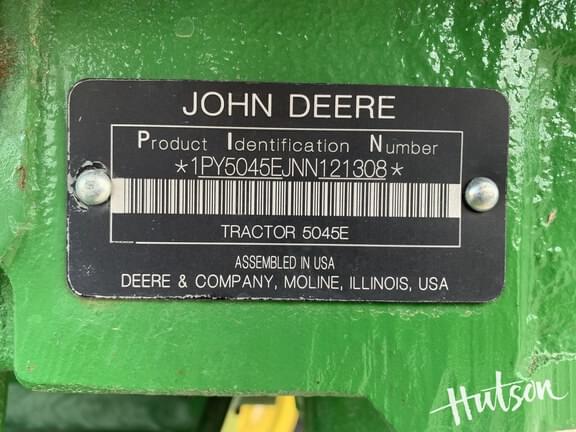 JOHN DEERE
Product Identification Number
*1PY5045EJNN121308*
TRACTOR 5045E
ASSEMBLED IN USA
DEERE & COMPANY, MOLINE, ILLINOIS, USA
Hutson